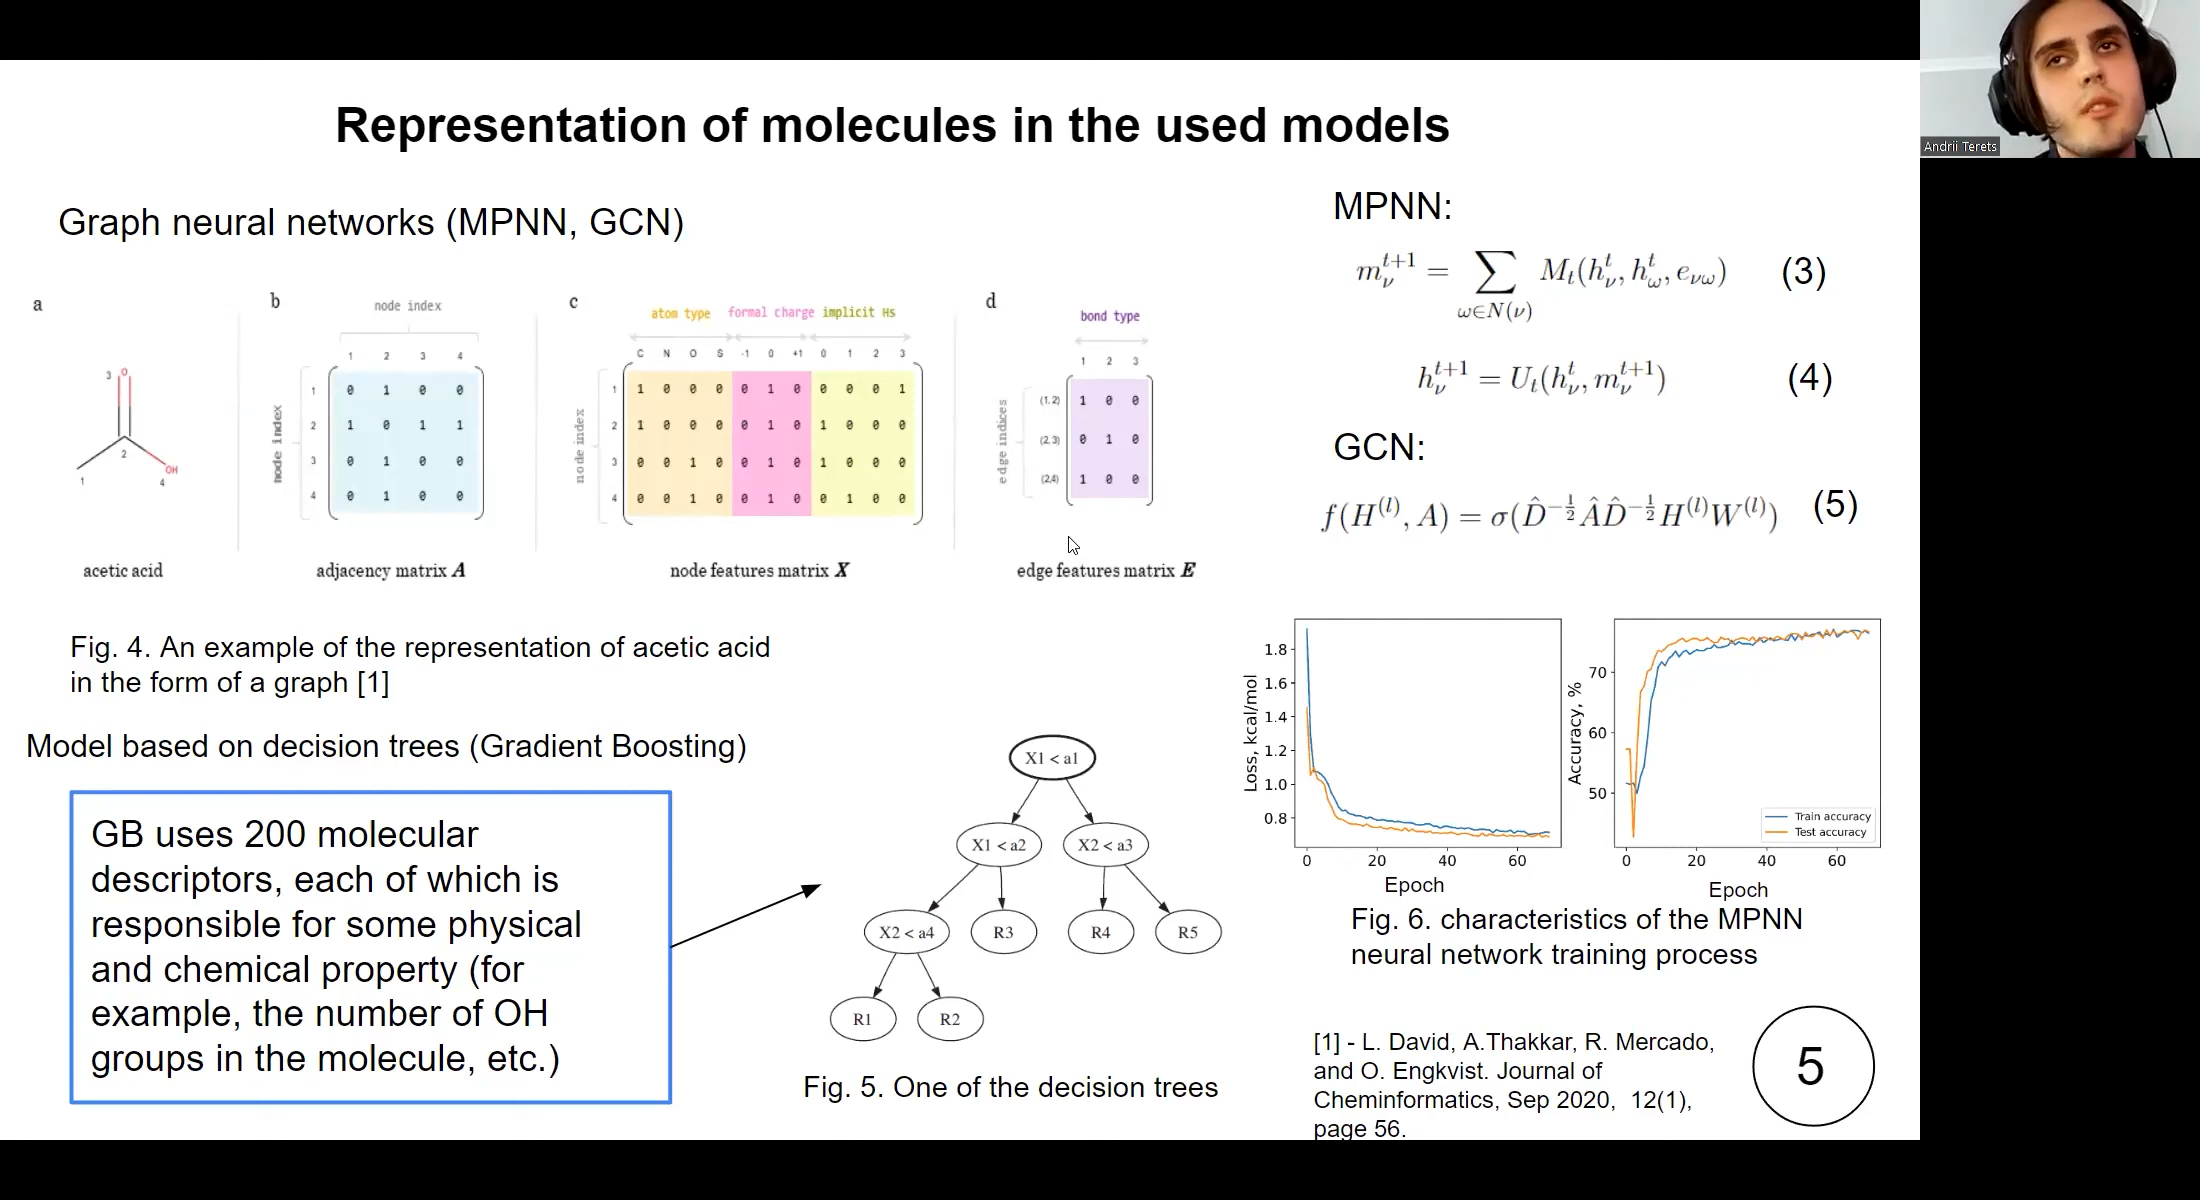 Representation of molecules in the used models
Andrii Terets
Graph neural networks (MPNN, GCN)
a
3
O
2
1
4
OH
acetic acid
b
node index
1 2 3 4
node index
1 0 1 0 0
2 1 0 1 1
3 0 1 0 0
4 0 1 0 0
adjacency matrix A
c
atom type formal charge implicit Hs
C N O S -1 0 +1 0 1 2 3
node index
1 1 0 0 0 0 1 0 0 0 0 1
2 1 0 0 0 0 1 0 1 0 0 0
3 0 0 1 0 0 1 0 1 0 0 0
4 0 0 1 0 0 1 0 0 1 0 0
node features matrix X
d
bond type
1 2 3
edge indices
(1,2) 1 0 0
(2,3) 0 1 0
(2,4) 1 0 0
edge features matrix E
Fig. 4. An example of the representation of acetic acid
in the form of a graph [1]
MPNN:
m_ν^{t+1} = ∑_{ω∈N(ν)} M_t(h_ν^t, h_ω^t, e_{νω}) (3)
h_ν^{t+1} = U_t(h_ν^t, m_ν^{t+1}) (4)
GCN:
f(H^{(l)}, A) = σ(D̂^{-1/2} Â D̂^{-1/2} H^{(l)} W^{(l)}) (5)
Model based on decision trees (Gradient Boosting)
GB uses 200 molecular
descriptors, each of which is
responsible for some physical
and chemical property (for
example, the number of OH
groups in the molecule, etc.)
X1 < a1
X1 < a2 X2 < a3
X2 < a4 R3 R4 R5
R1 R2
Fig. 5. One of the decision trees
Loss, kcal/mol
1.8
1.6
1.4
1.2
1.0
0.8
0 20 40 60
Epoch
Accuracy, %
70
60
50
Train accuracy
Test accuracy
0 20 40 60
Epoch
Fig. 6. characteristics of the MPNN
neural network training process
[1] - L. David, A.Thakkar, R. Mercado,
and O. Engkvist. Journal of
Cheminformatics, Sep 2020, 12(1),
page 56.
5